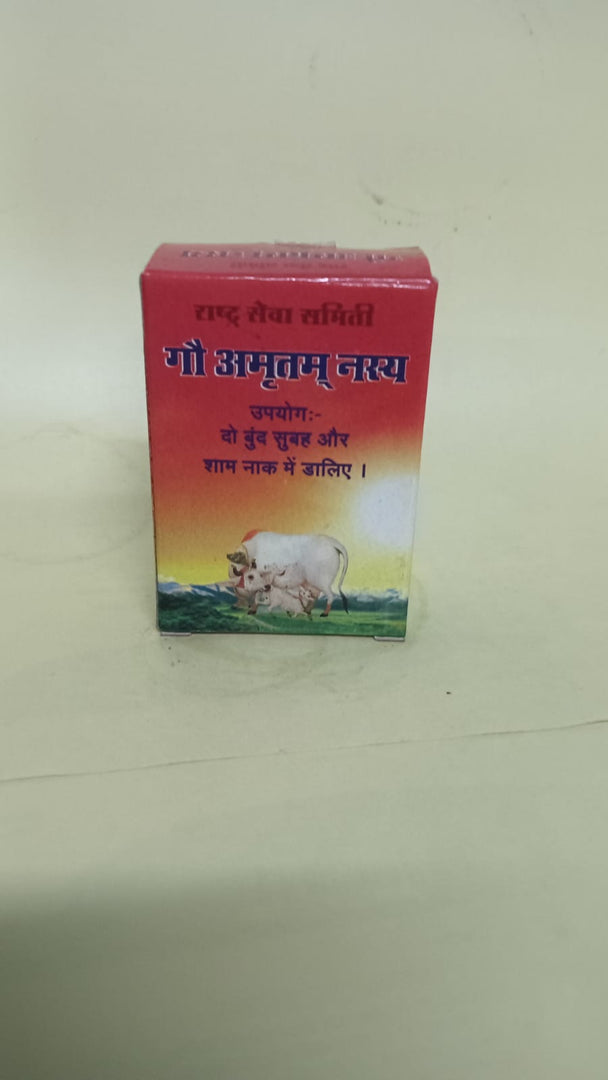 राष्ट्र सेवा समिती
गौ अमृतम् नस्य
उपयोगः-
दो बुंद सुबह और
शाम नाक में डालिए ।